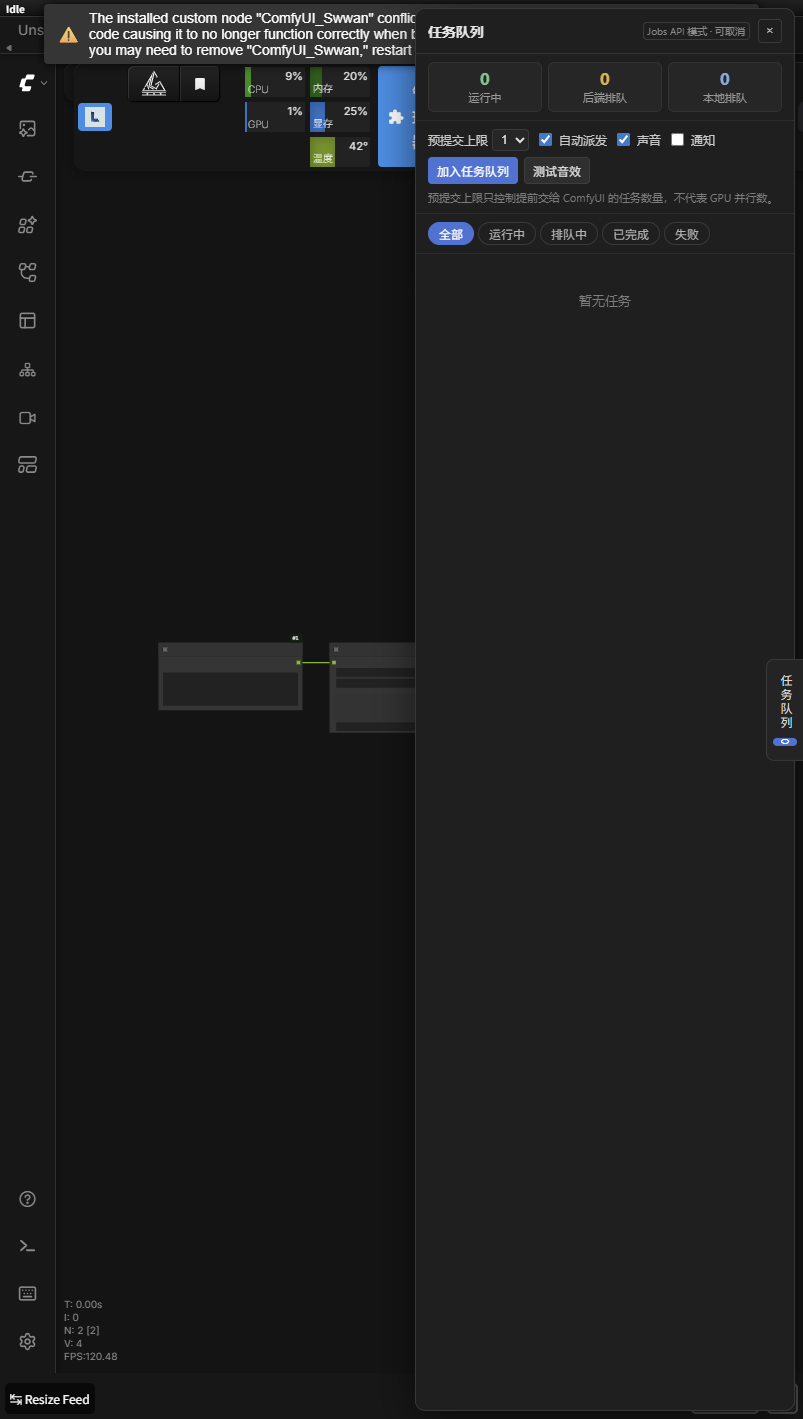 Idle
The installed custom node "ComfyUI_Swwan" conflic
code causing it to no longer function correctly when b
you may need to remove "ComfyUI_Swwan," restart
Uns
任务队列
Jobs API 模式 · 可取消
×
0
运行中
0
后端排队
0
本地排队
9%
CPU
20%
内存
1%
GPU
25%
显存
42°
温度
预提交上限
1
自动派发
声音
通知
加入任务队列
测试音效
预提交上限只控制提前交给 ComfyUI 的任务数量，不代表 GPU 并行数。
全部
运行中
排队中
已完成
失败
暂无任务
#1
任务队列
0
T: 0.00s
I: 0
N: 2 [2]
V: 4
FPS:120.48
Resize Feed